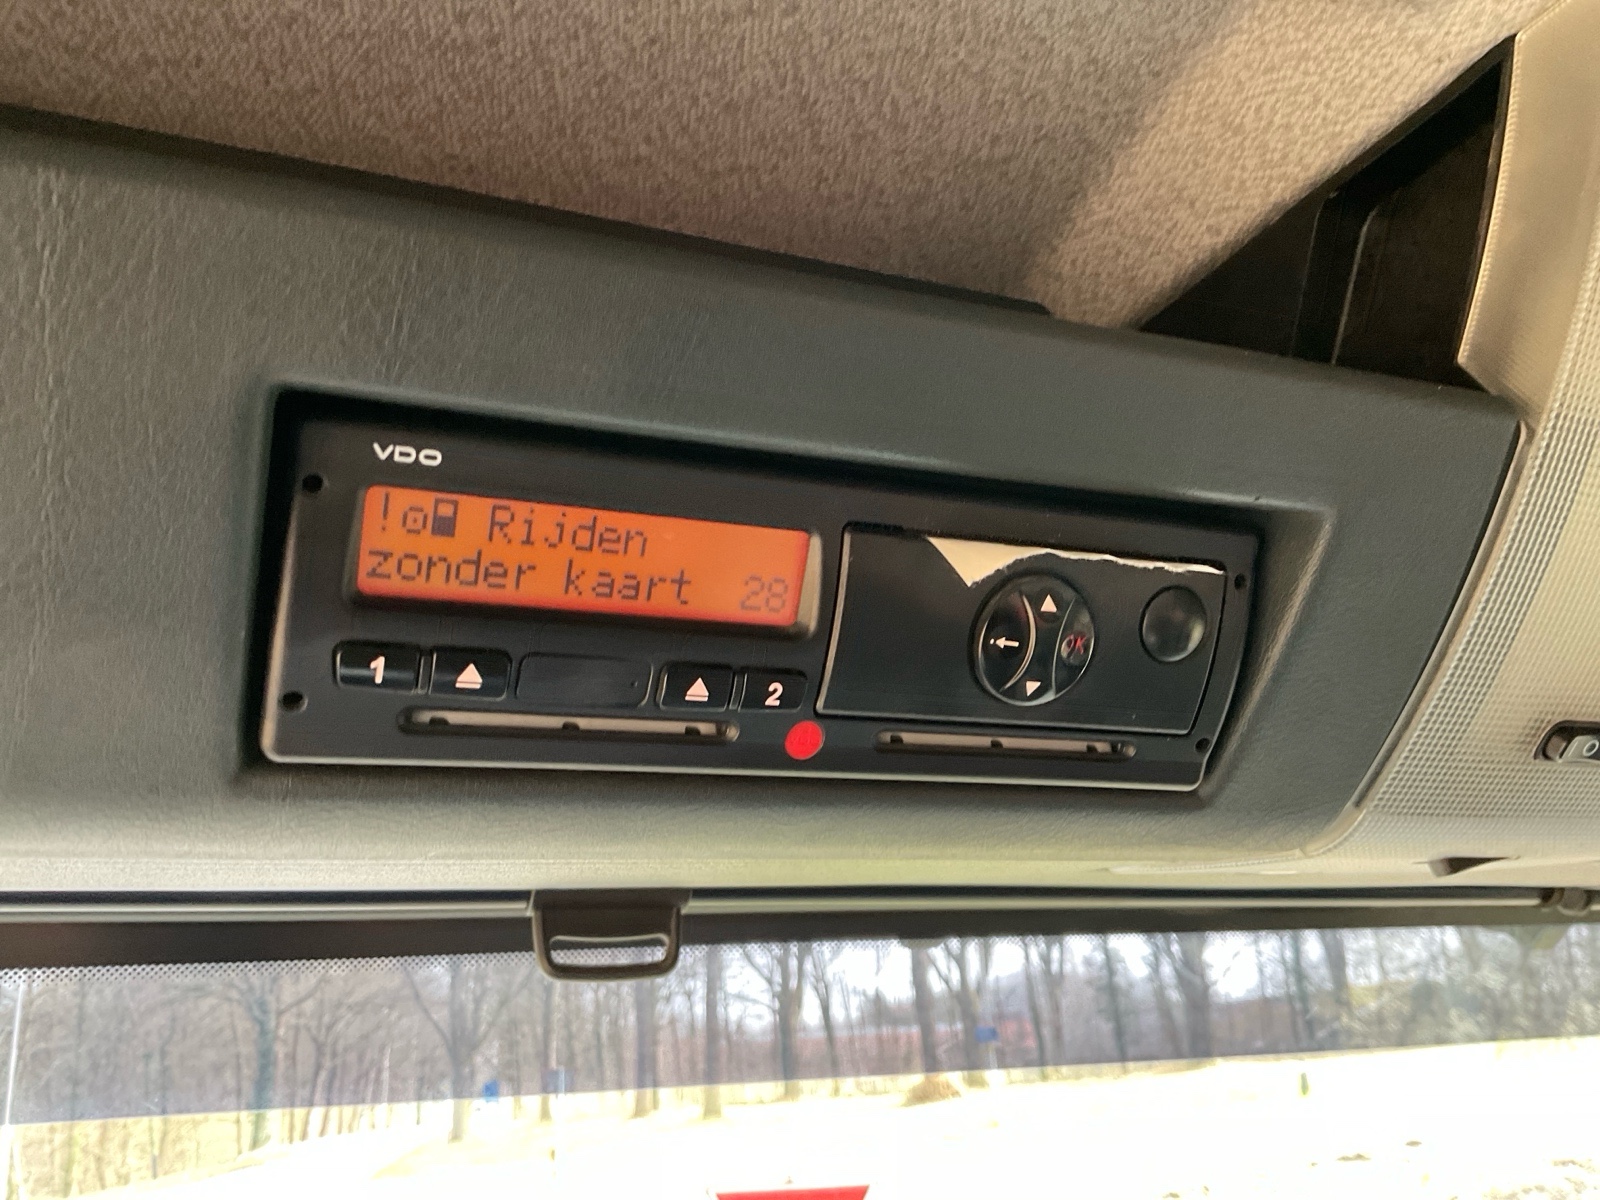 VDO
! Rijden
zonder kaart 28
1
2
OK